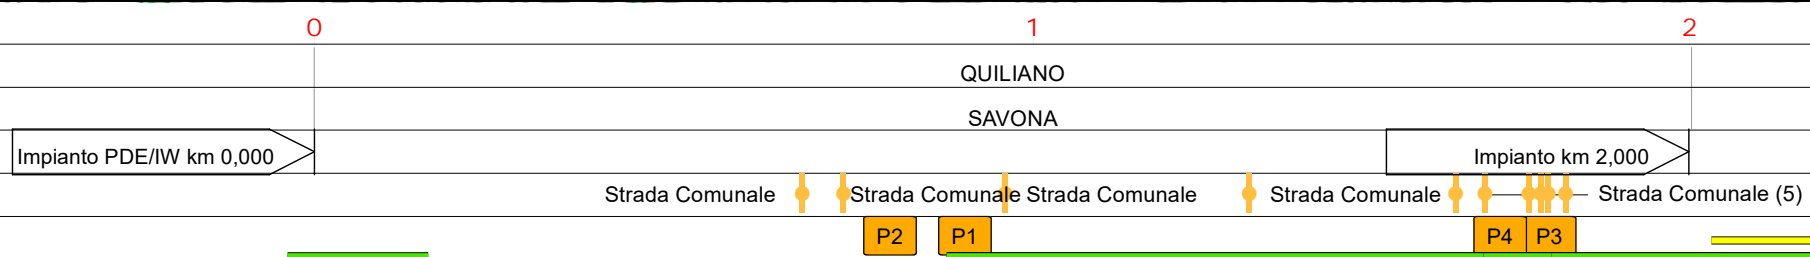 0 1 2
QUILIANO
SAVONA
Impianto PDE/IW km 0,000 Impianto km 2,000
Strada Comunale Strada Comunale Strada Comunale Strada Comunale Strada Comunale (5)
P2 P1 P4 P3